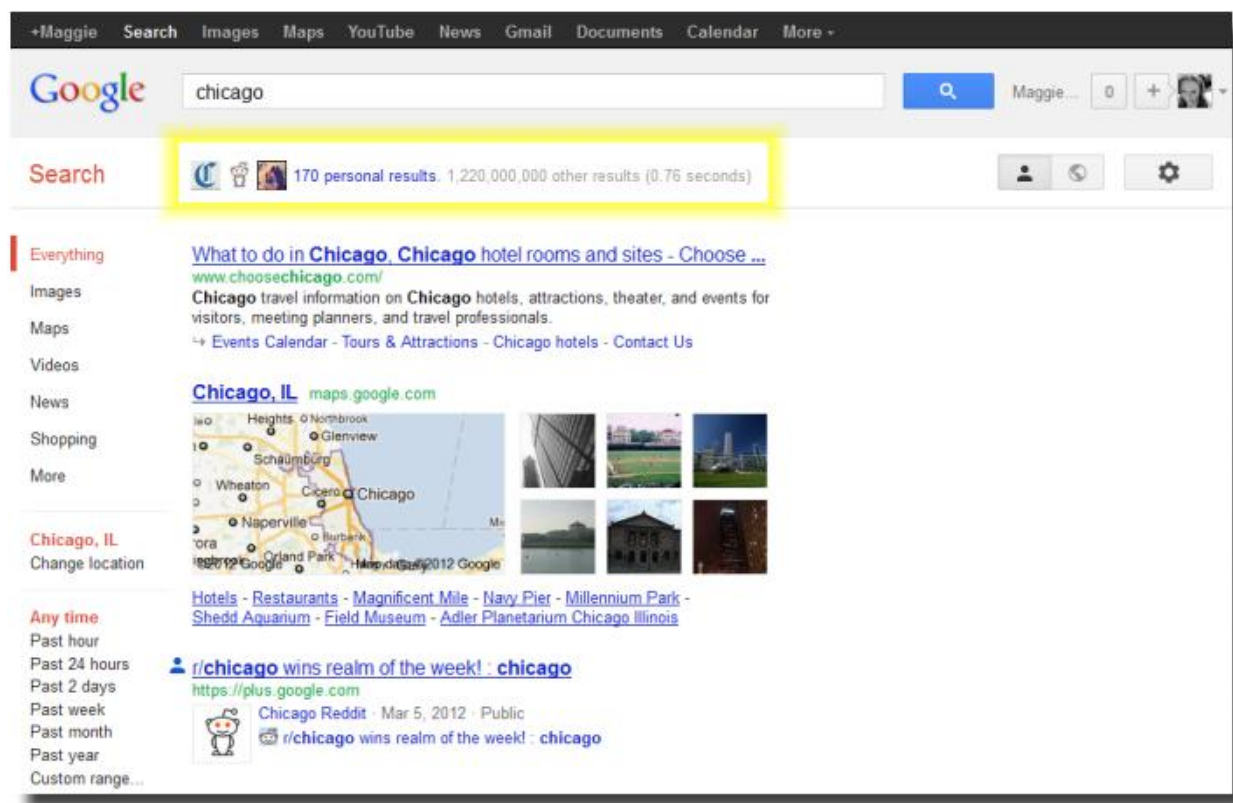 +Maggie Search Images Maps YouTube News Gmail Documents Calendar More
Google chicago Maggie... 0 +
Search 170 personal results. 1,220,000,000 other results (0.76 seconds)
Everything
Images
Maps
Videos
News
Shopping
More
Chicago, IL
Change location
Any time
Past hour
Past 24 hours
Past 2 days
Past week
Past month
Past year
Custom range...
What to do in Chicago, Chicago hotel rooms and sites - Choose ...
www.choosechicago.com/
Chicago travel information on Chicago hotels, attractions, theater, and events for
visitors, meeting planners, and travel professionals.
Events Calendar - Tours & Attractions - Chicago hotels - Contact Us
Chicago, IL maps.google.com
Heights Northbrook
Glenview
Schaumburg
Wheaton Cicero Chicago
Naperville
Burbank
Orland Park
©2012 Google Map data ©2012 Google
Hotels - Restaurants - Magnificent Mile - Navy Pier - Millennium Park -
Shedd Aquarium - Field Museum - Adler Planetarium Chicago Illinois
r/chicago wins realm of the week! : chicago
https://plus.google.com
Chicago Reddit · Mar 5, 2012 · Public
r/chicago wins realm of the week! : chicago